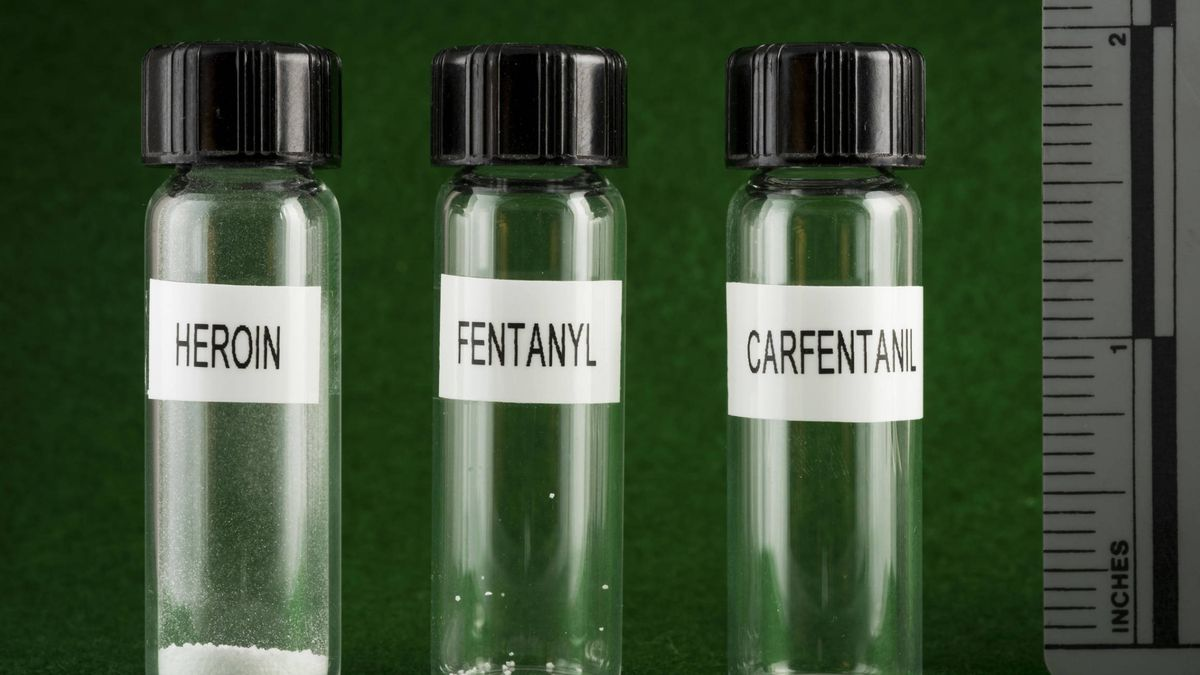 HEROIN
FENTANYL
CARFENTANIL
2
1
INCHES